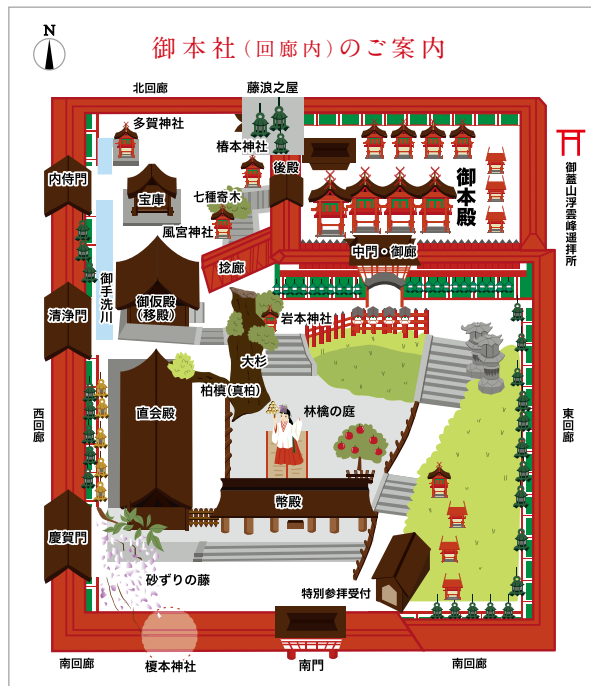 御本社(回廊内)のご案内
N
北回廊
藤浪之屋
多賀神社
椿本神社
後殿
内侍門
宝庫
七種寄木
風宮神社
御本殿
御蓋山浮雲峰遥拝所
捻廊
中門・御廊
御手洗川
御仮殿
(移殿)
清浄門
岩本神社
大杉
柏槙(真柏)
林檎の庭
直会殿
西回廊
東回廊
幣殿
慶賀門
砂ずりの藤
特別参拝受付
南回廊
榎本神社
南門
南回廊